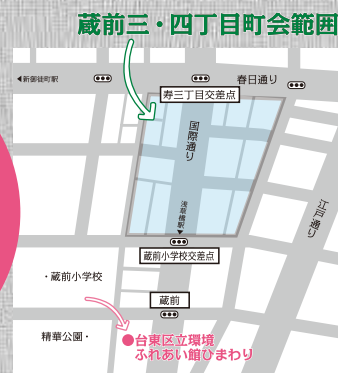 蔵前三・四丁目町会範囲
◀新御徒町駅
春日通り
寿三丁目交差点
国際通り
江戸通り
浅草橋駅▼
蔵前小学校交差点
・蔵前小学校
蔵前
精華公園・
●台東区立環境
ふれあい館ひまわり